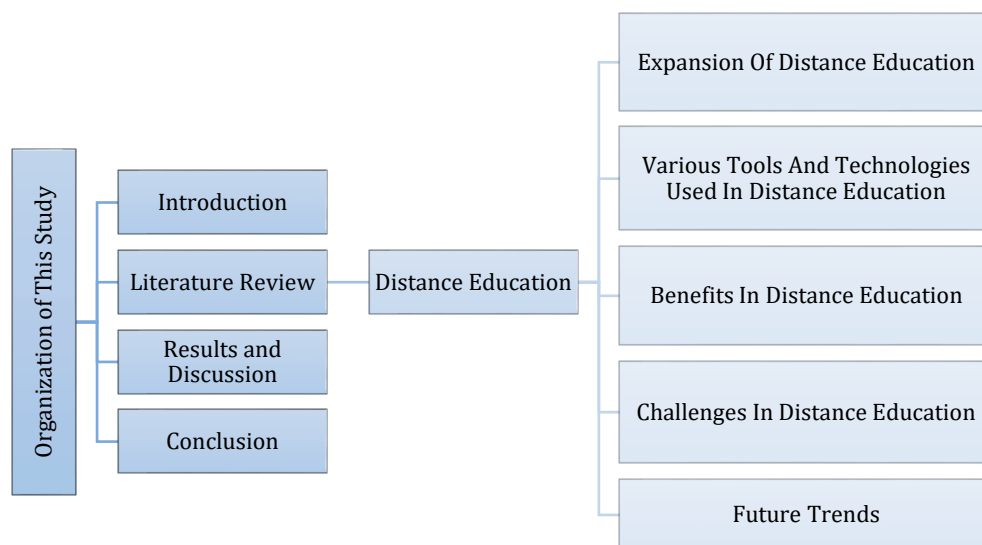 Organization of This Study
Introduction
Literature Review
Results and
Discussion
Conclusion
Distance Education
Expansion Of Distance Education
Various Tools And Technologies
Used In Distance Education
Benefits In Distance Education
Challenges In Distance Education
Future Trends